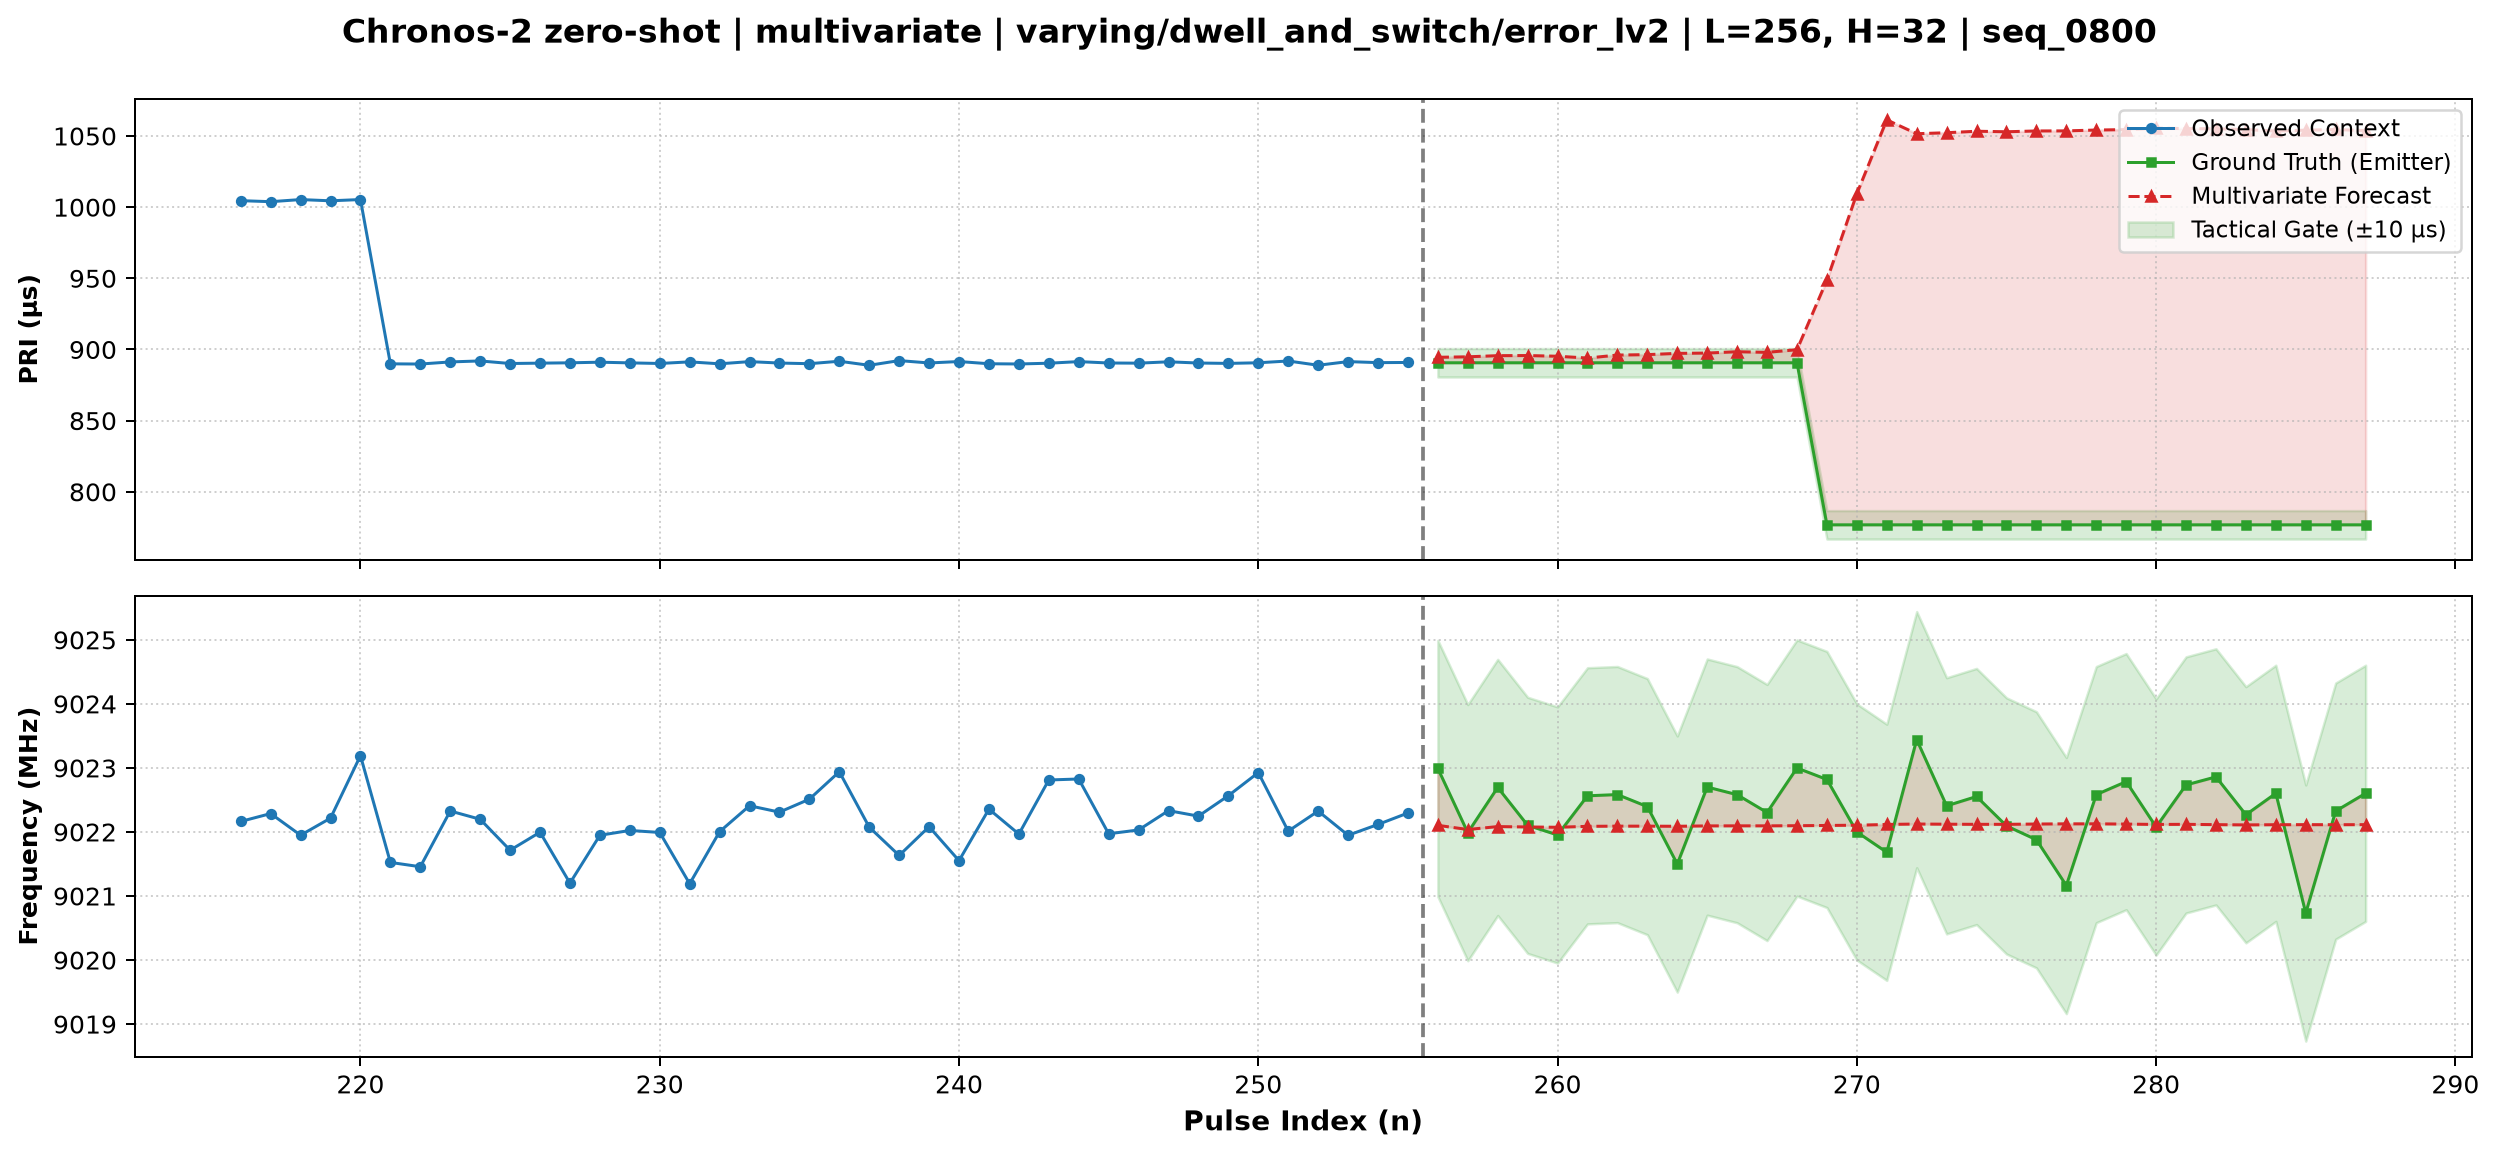 Chronos-2 zero-shot | multivariate | varying/dwell_and_switch/error_lv2 | L=256, H=32 | seq_0800
PRI (µs)
1050
1000
950
900
850
800
Observed Context
Ground Truth (Emitter)
Multivariate Forecast
Tactical Gate (±10 µs)
Frequency (MHz)
9025
9024
9023
9022
9021
9020
9019
220 230 240 250 260 270 280 290
Pulse Index (n)